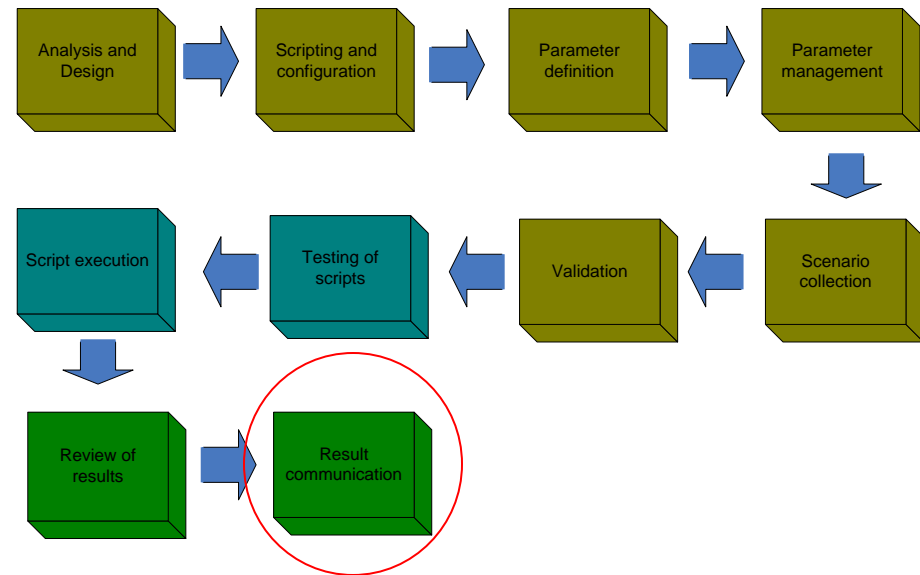 Analysis and
Design
Scripting and
configuration
Parameter
definition
Parameter
management
Scenario
collection
Validation
Testing of
scripts
Script execution
Review of
results
Result
communication